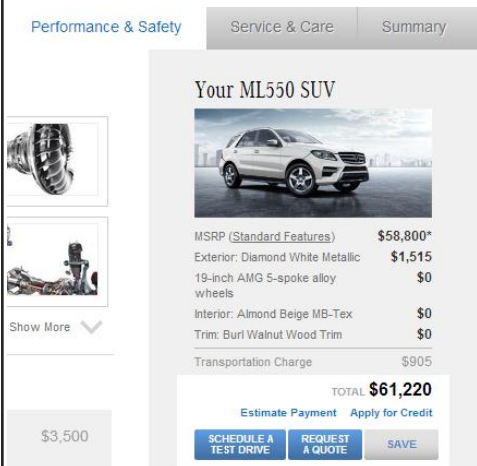 Performance & Safety
Service & Care
Summary
Your ML550 SUV
MSRP (Standard Features) $58,800*
Exterior: Diamond White Metallic $1,515
19-inch AMG 5-spoke alloy $0
wheels
Interior: Almond Beige MB-Tex $0
Trim: Burl Walnut Wood Trim $0
Transportation Charge $905
TOTAL $61,220
Estimate Payment Apply for Credit
SCHEDULE A
TEST DRIVE
REQUEST
A QUOTE
SAVE
Show More
$3,500